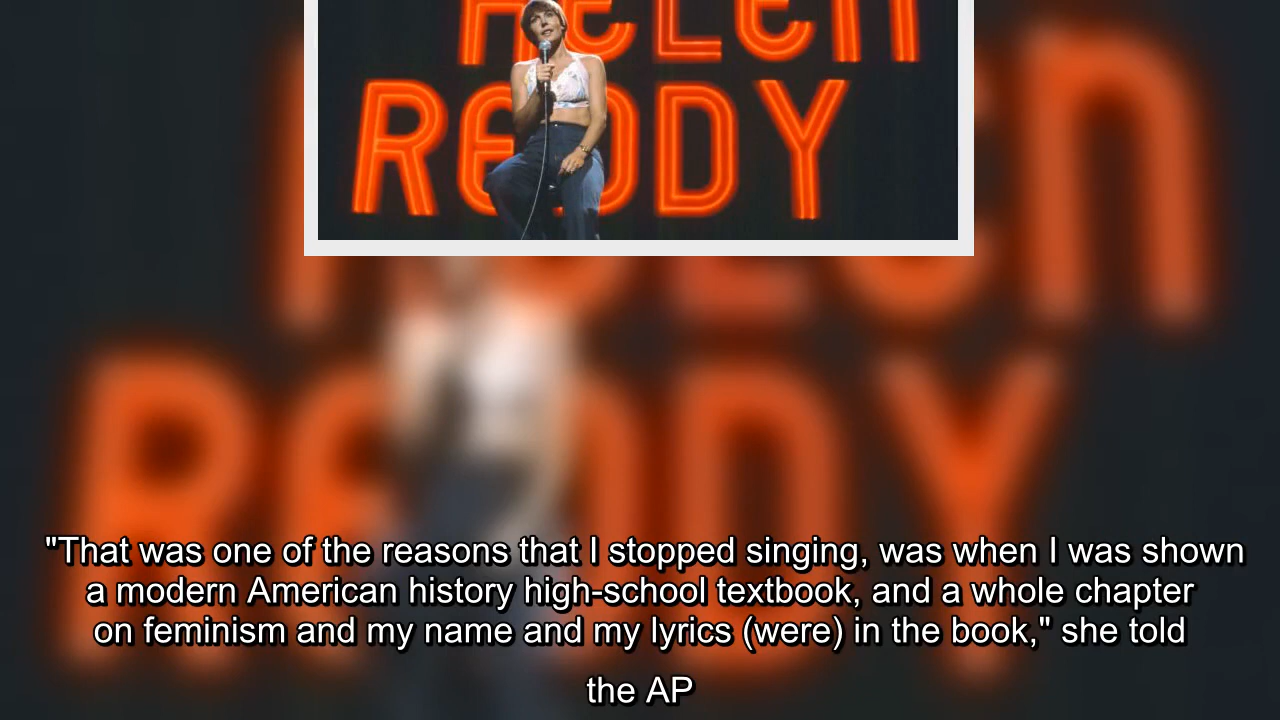 HELEN
REDDY
"That was one of the reasons that I stopped singing, was when I was shown
a modern American history high-school textbook, and a whole chapter
on feminism and my name and my lyrics (were) in the book," she told
the AP